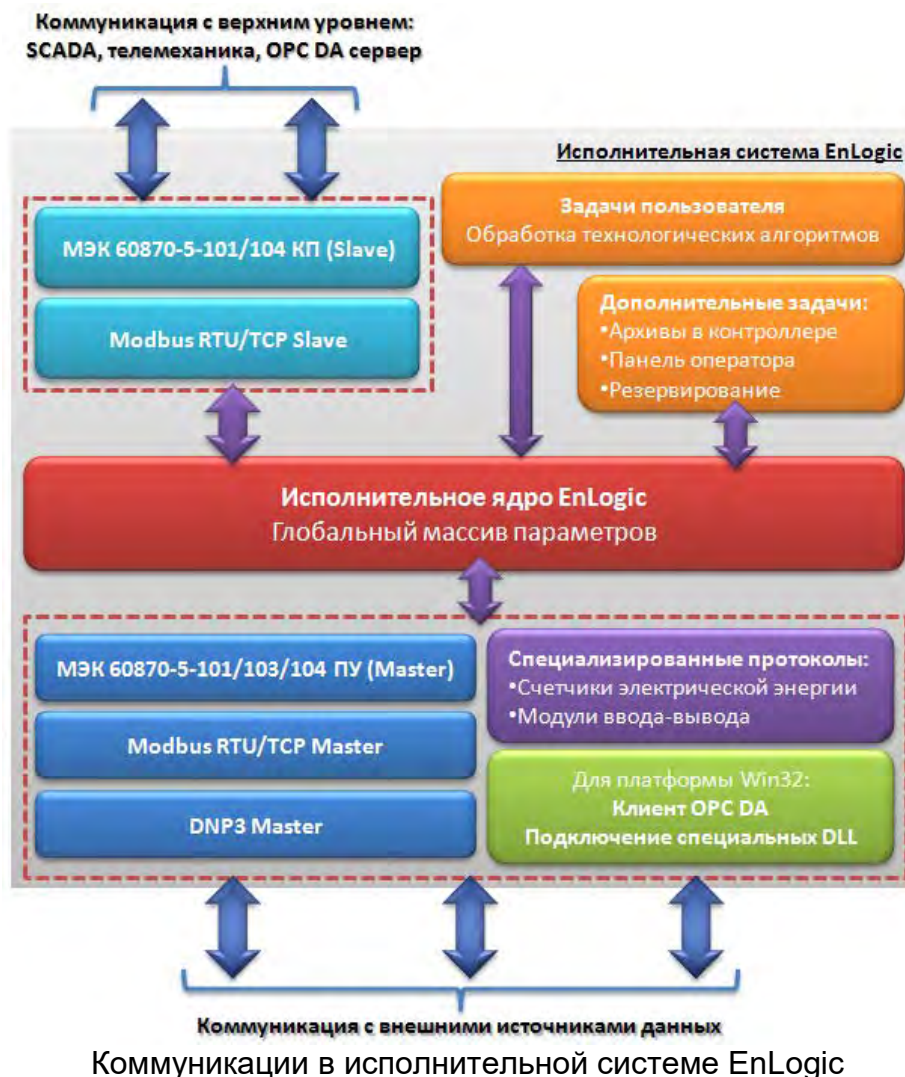 Коммуникация с верхним уровнем:
SCADA, телемеханика, OPC DA сервер
Исполнительная система EnLogic
МЭК 60870-5-101/104 КП (Slave)
Modbus RTU/TCP Slave
Задачи пользователя
Обработка технологических алгоритмов
Дополнительные задачи:
•Архивы в контроллере
•Панель оператора
•Резервирование
Исполнительное ядро EnLogic
Глобальный массив параметров
МЭК 60870-5-101/103/104 ПУ (Master)
Modbus RTU/TCP Master
DNP3 Master
Специализированные протоколы:
•Счетчики электрической энергии
•Модули ввода-вывода
Для платформы Win32:
Клиент OPC DA
Подключение специальных DLL
Коммуникация с внешними источниками данных
Коммуникации в исполнительной системе EnLogic